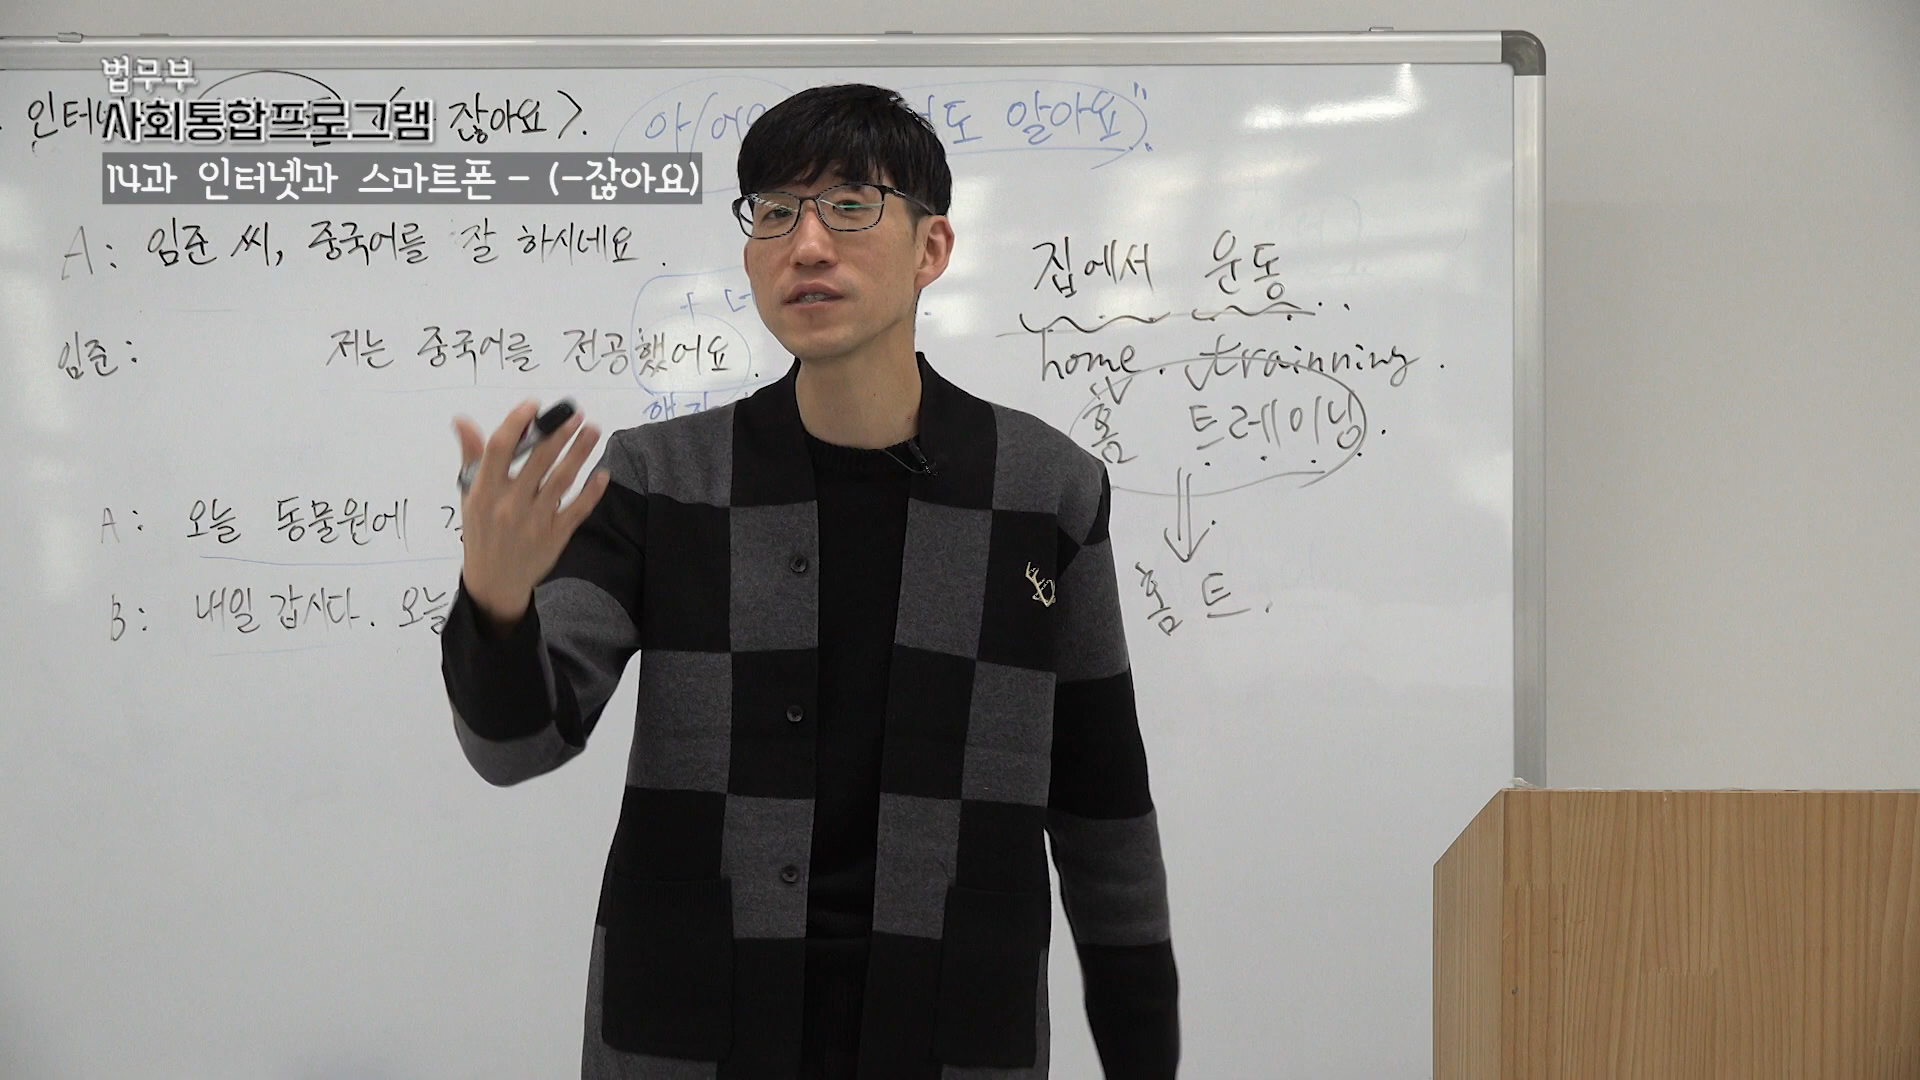 법무부
사회통합프로그램
14과 인터넷과 스마트폰 - (-잖아요)
잖아요>.
아/어요 도 알아요"
A: 임준 씨, 중국어를 잘 하시네요.
임준: 저는 중국어를 전공했어요.
A: 오늘 동물원에
B: 내일 갑시다. 오늘
집에서 운동..
home. trainning.
홈 트레이닝.
홈트.